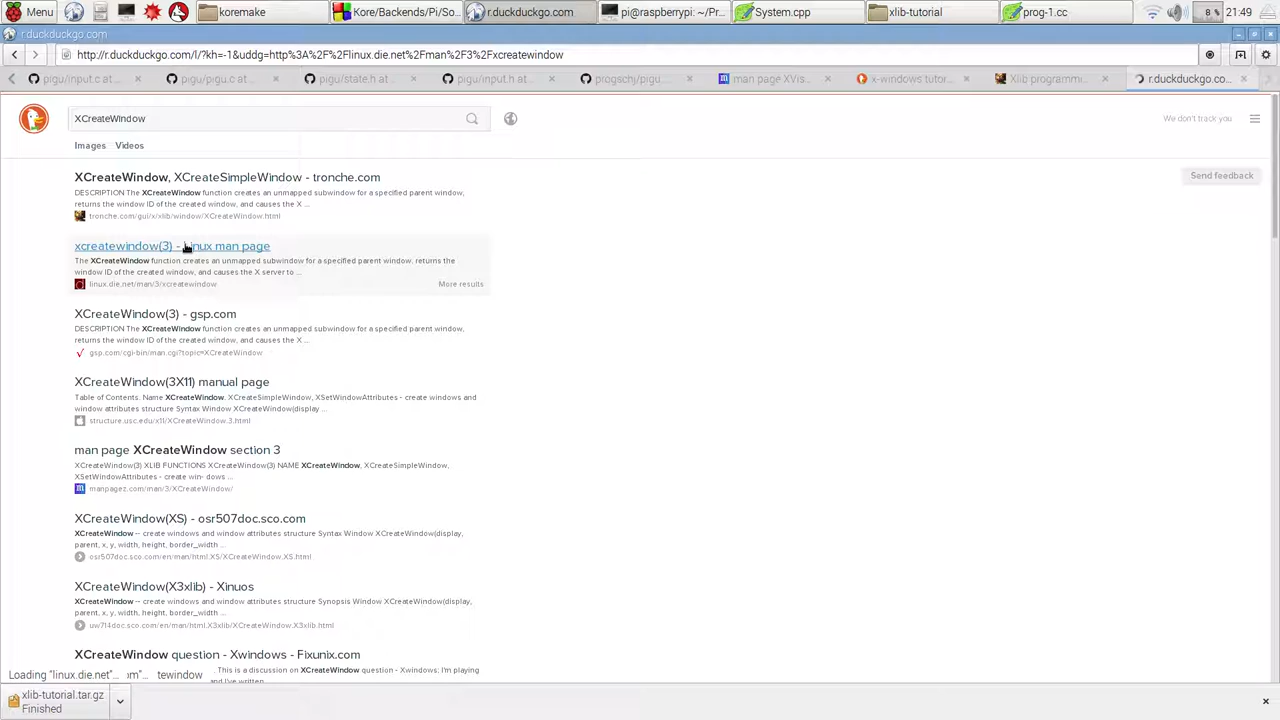 Menu
koremake
Kore/Backends/Pi/So...
r.duckduckgo.com
pi@raspberrypi: ~/Pr...
System.cpp
xlib-tutorial
prog-1.cc
8 %
21:49
r.duckduckgo.com
http://r.duckduckgo.com/l/?kh=-1&uddg=http%3A%2F%2Flinux.die.net%2Fman%2F3%2Fxcreatewindow
pigu/input.c at ...
pigu/pigu.c at ...
pigu/state.h at ...
pigu/input.h at ...
progschj/pigu...
man page XVis...
x-windows tutor...
Xlib programmi...
r.duckduckgo.co...
XCreateWindow
We don't track you
Images Videos
XCreateWindow, XCreateSimpleWindow - tronche.com
DESCRIPTION The XCreateWindow function creates an unmapped subwindow for a specified parent window,
returns the window ID of the created window, and causes the X ...
tronche.com/gui/x/xlib/window/XCreateWindow.html
Send feedback
xcreatewindow(3) - Linux man page
The XCreateWindow function creates an unmapped subwindow for a specified parent window, returns the
window ID of the created window, and causes the X server to ...
linux.die.net/man/3/xcreatewindow
More results
XCreateWindow(3) - gsp.com
DESCRIPTION The XCreateWindow function creates an unmapped subwindow for a specified parent window,
returns the window ID of the created window, and causes the X ...
gsp.com/cgi-bin/man.cgi?topic=XCreateWindow
XCreateWindow(3X11) manual page
Table of Contents. Name XCreateWindow. XCreateSimpleWindow, XSetWindowAttributes - create windows and
window attributes structure Syntax Window XCreateWindow(display ...
structure.usc.edu/x11/XCreateWindow.3.html
man page XCreateWindow section 3
XCreateWindow(3) XLIB FUNCTIONS XCreateWindow(3) NAME XCreateWindow, XCreateSimpleWindow,
XSetWindowAttributes - create win- dows ...
manpagez.com/man/3/XCreateWindow/
XCreateWindow(XS) - osr507doc.sco.com
XCreateWindow -- create windows and window attributes structure Syntax Window XCreateWindow(display,
parent, x, y, width, height, border_width ...
osr507doc.sco.com/en/man/html.XS/XCreateWindow.XS.html
XCreateWindow(X3xlib) - Xinuos
XCreateWindow -- create windows and window attributes structure Synopsis Window XCreateWindow(display,
parent, x, y, width, height, border_width ...
uw714doc.sco.com/en/man/html.X3xlib/XCreateWindow.X3xlib.html
XCreateWindow question - Xwindows - Fixunix.com
...This is a discussion on XCreateWindow question - Xwindows; I'm playing
and I've written
Loading "linux.die.net"... om"... tewindow
xlib-tutorial.tar.gz
Finished